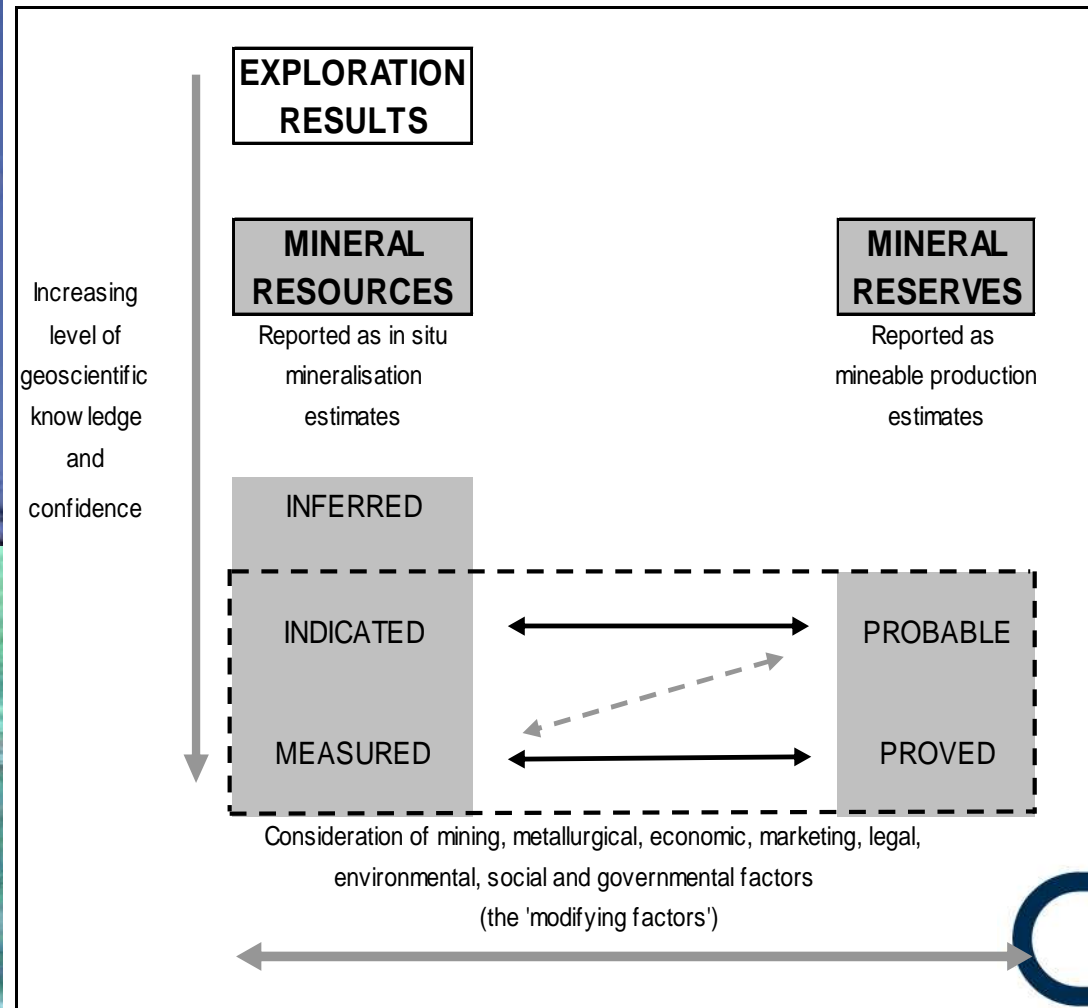 EXPLORATION
RESULTS
MINERAL
RESOURCES
Reported as in situ
mineralisation
estimates
MINERAL
RESERVES
Reported as
mineable production
estimates
Increasing
level of
geoscientific
know ledge
and
confidence
INFERRED
INDICATED
PROBABLE
MEASURED
PROVED
Consideration of mining, metallurgical, economic, marketing, legal,
environmental, social and governmental factors
(the 'modifying factors')